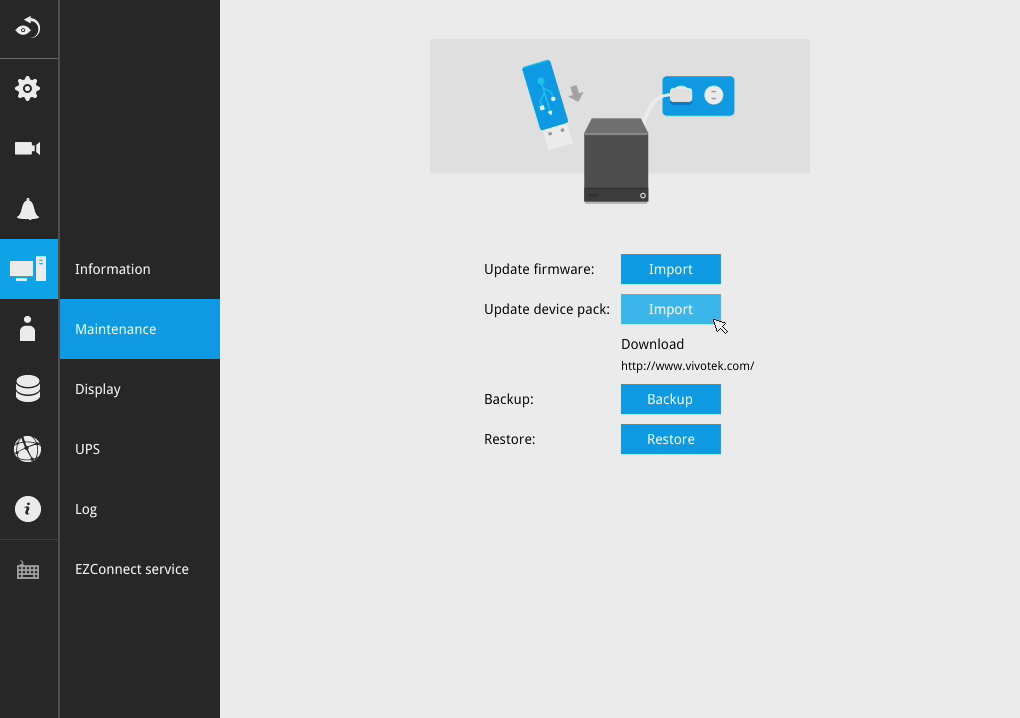 Information
Maintenance
Display
UPS
Log
EZConnect service
Update firmware: Import
Update device pack: Import
Download
http://www.vivotek.com/
Backup: Backup
Restore: Restore